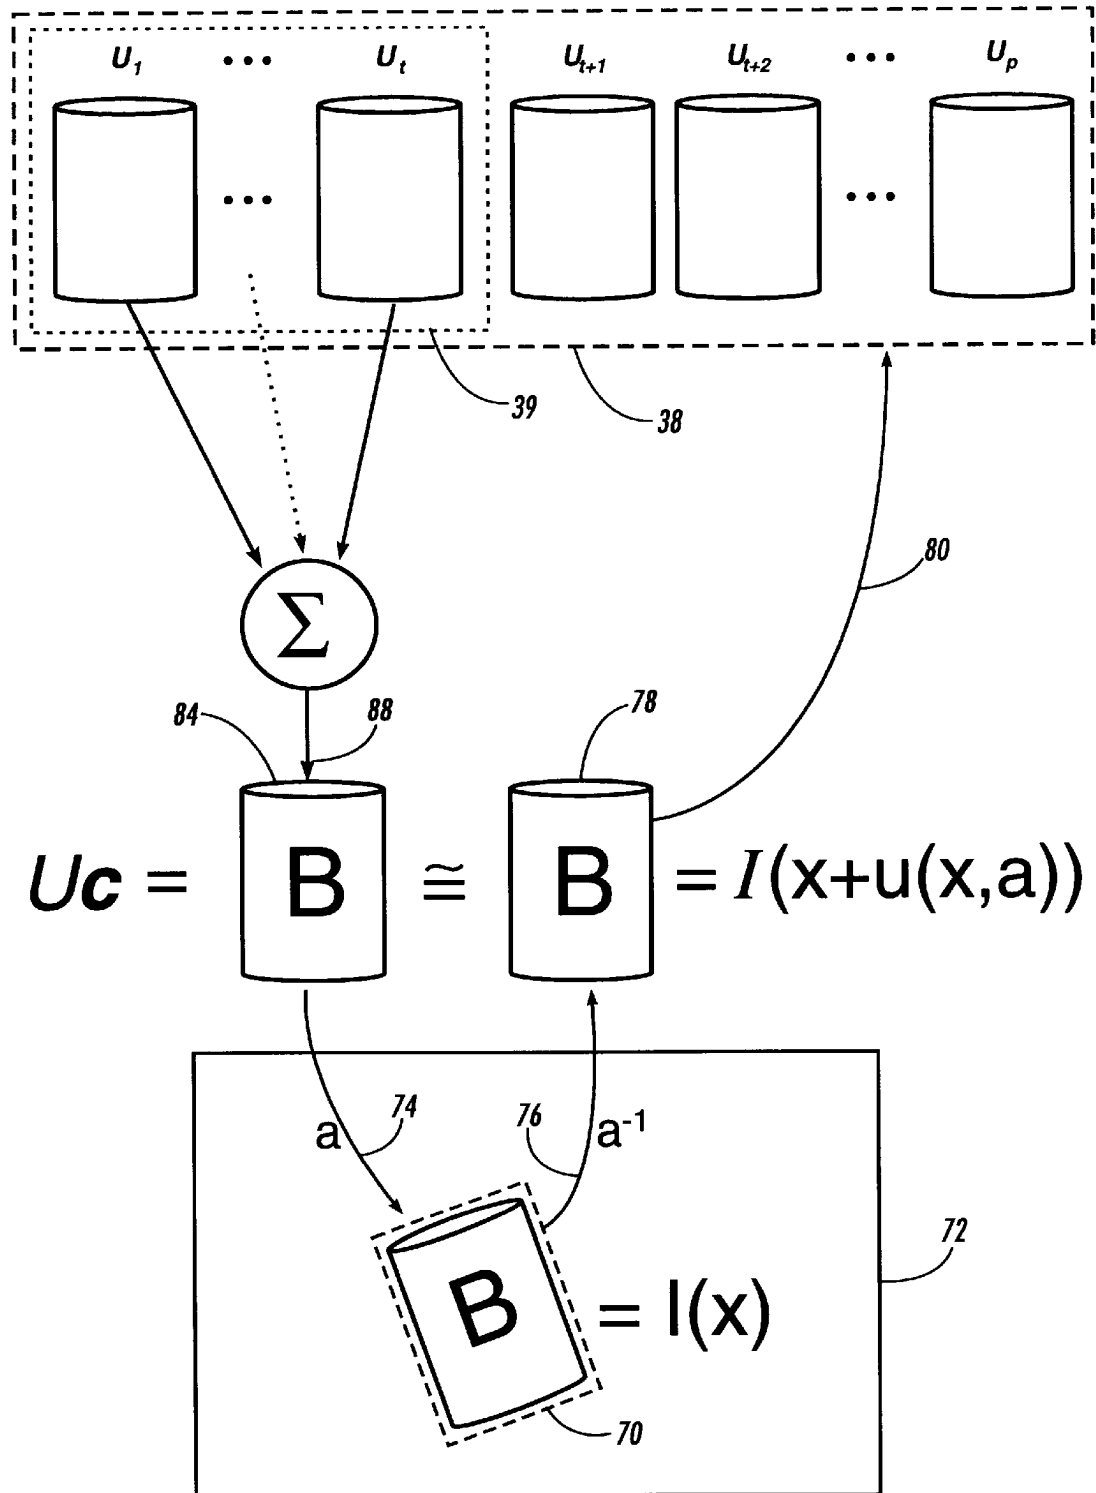 U₁ ••• Uₜ Uₜ₊₁ Uₜ₊₂ ••• Uₚ
••• •••
39 38
80
Σ
84 88 78
Uc = B ≅ B = I(x+u(x,a))
a 74 76 a⁻¹
72
B = I(x)
70